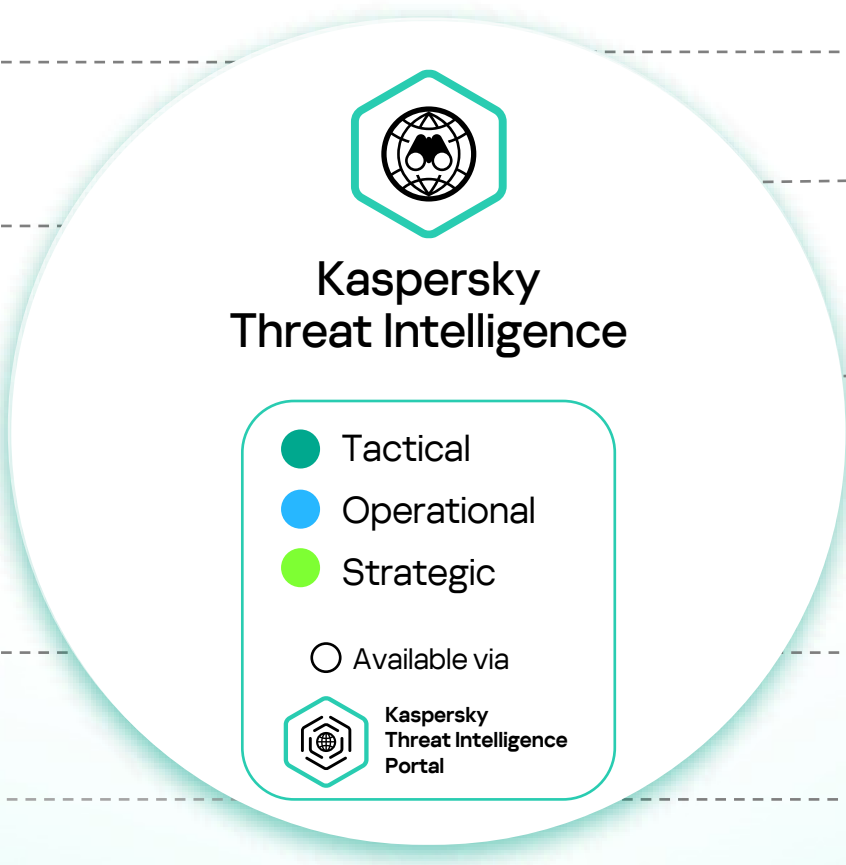 Kaspersky
Threat Intelligence
Tactical
Operational
Strategic
Available via
Kaspersky
Threat Intelligence
Portal